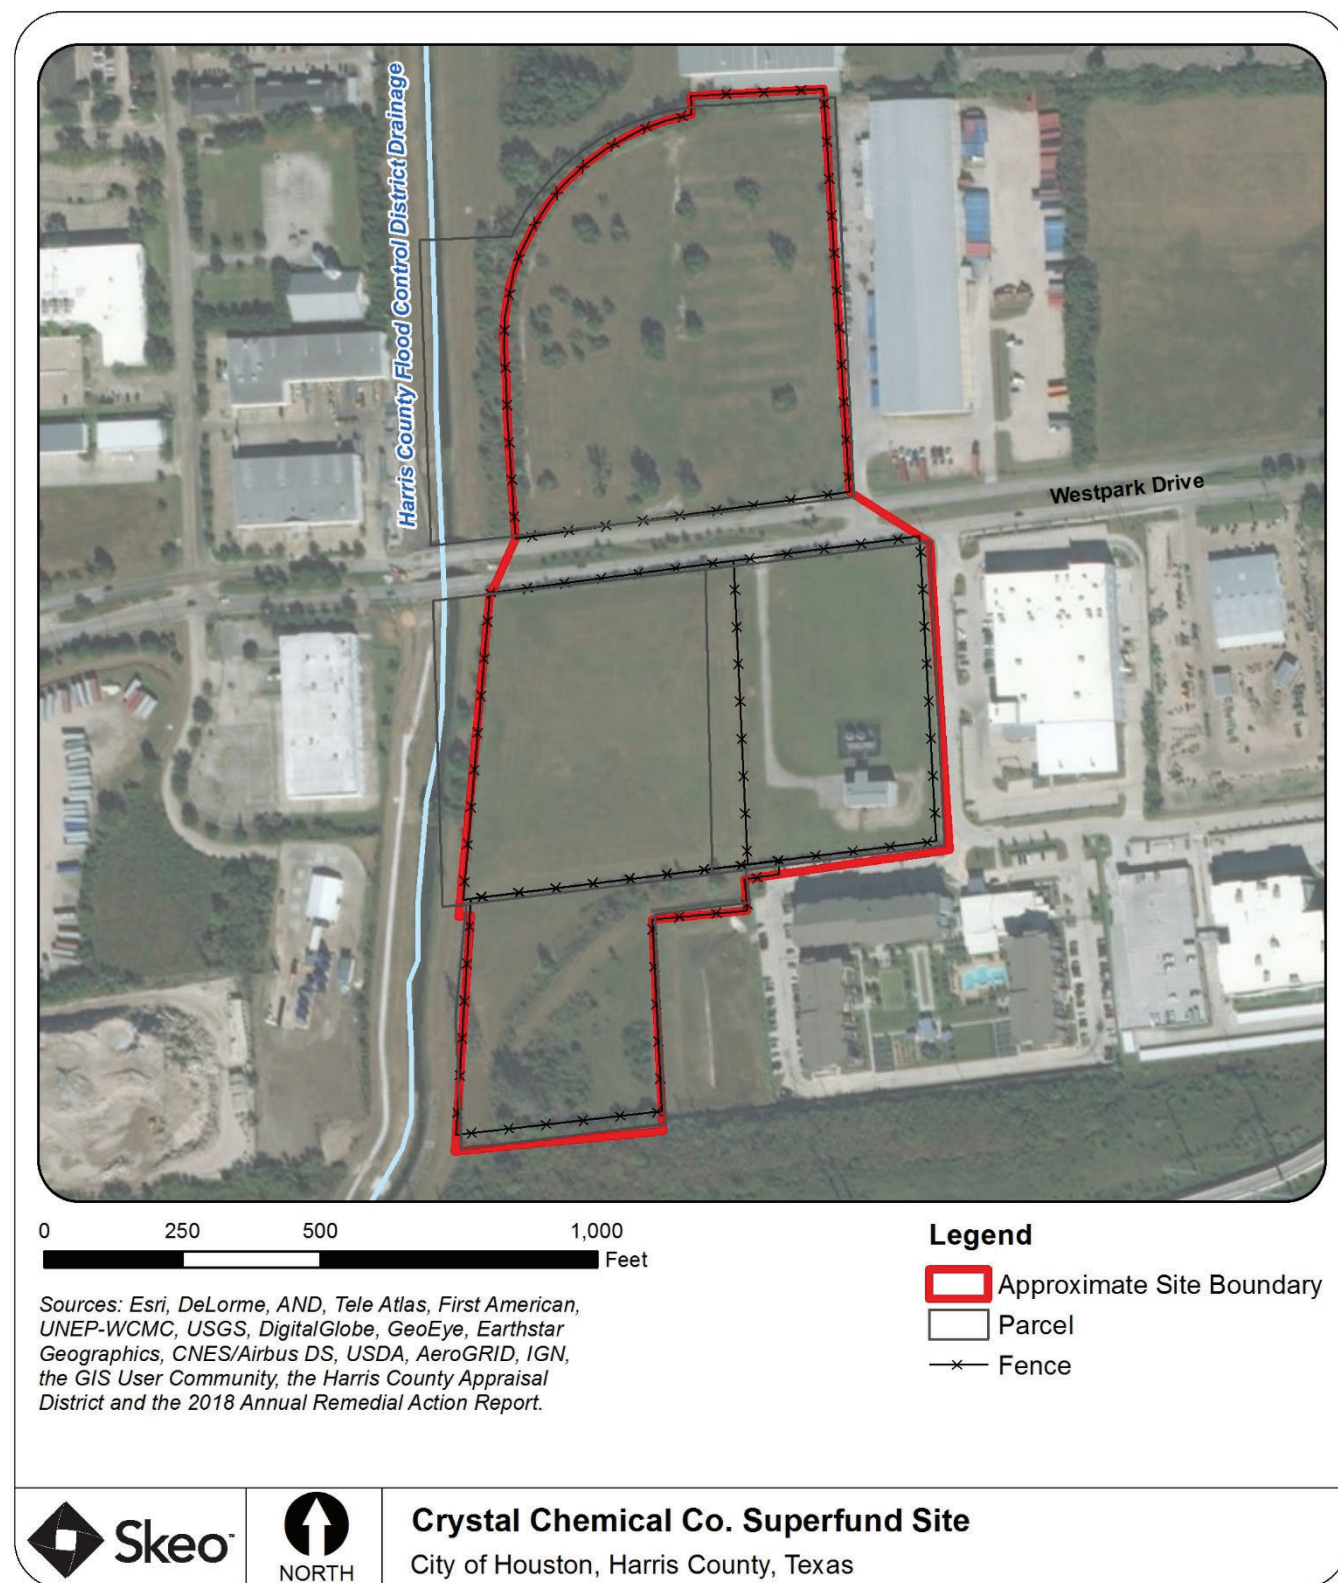 Harris County Flood Control District Drainage
Westpark Drive
0 250 500 1,000
Feet
Sources: Esri, DeLorme, AND, Tele Atlas, First American,
UNEP-WCMC, USGS, DigitalGlobe, GeoEye, Earthstar
Geographics, CNES/Airbus DS, USDA, AeroGRID, IGN,
the GIS User Community, the Harris County Appraisal
District and the 2018 Annual Remedial Action Report.
Legend
Approximate Site Boundary
Parcel
Fence
Skeo™
NORTH
Crystal Chemical Co. Superfund Site
City of Houston, Harris County, Texas